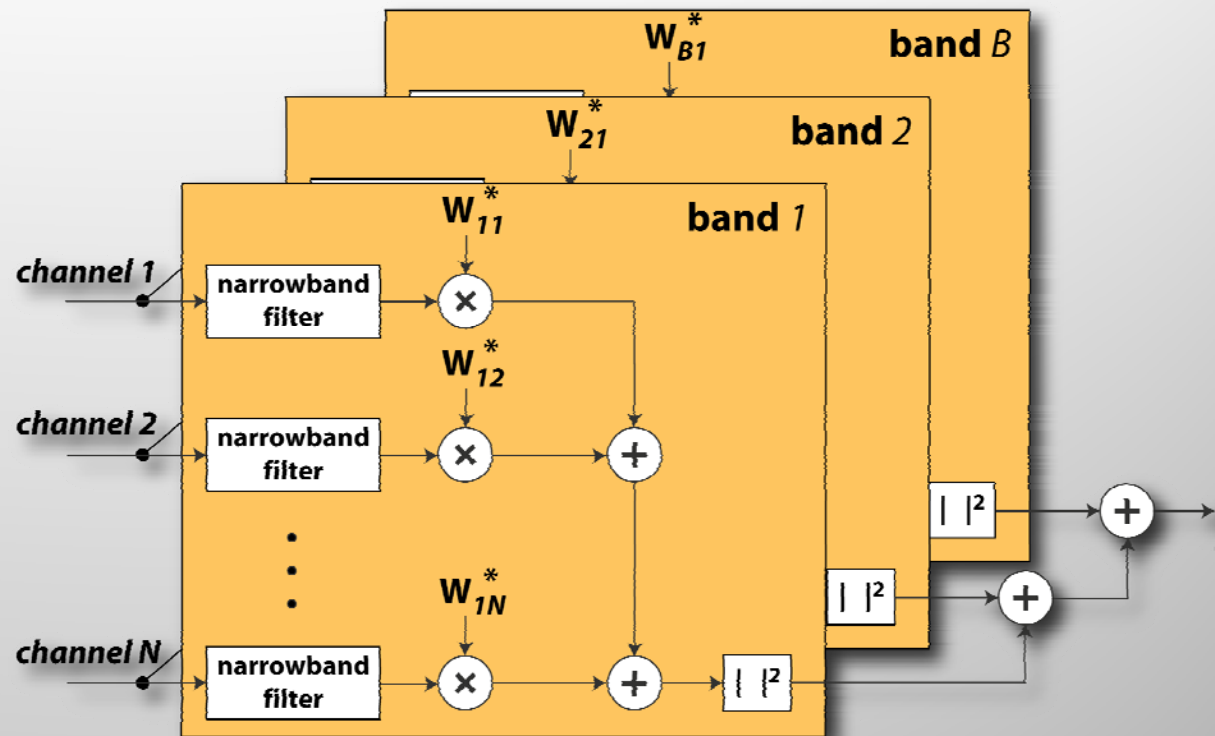 W*B1
band B
W*21
band 2
W*11
band 1
channel 1
narrowband
filter
×
W*12
channel 2
narrowband
filter
×
+
| |²
+
| |²
+
W*1N
channel N
narrowband
filter
×
+
| |²